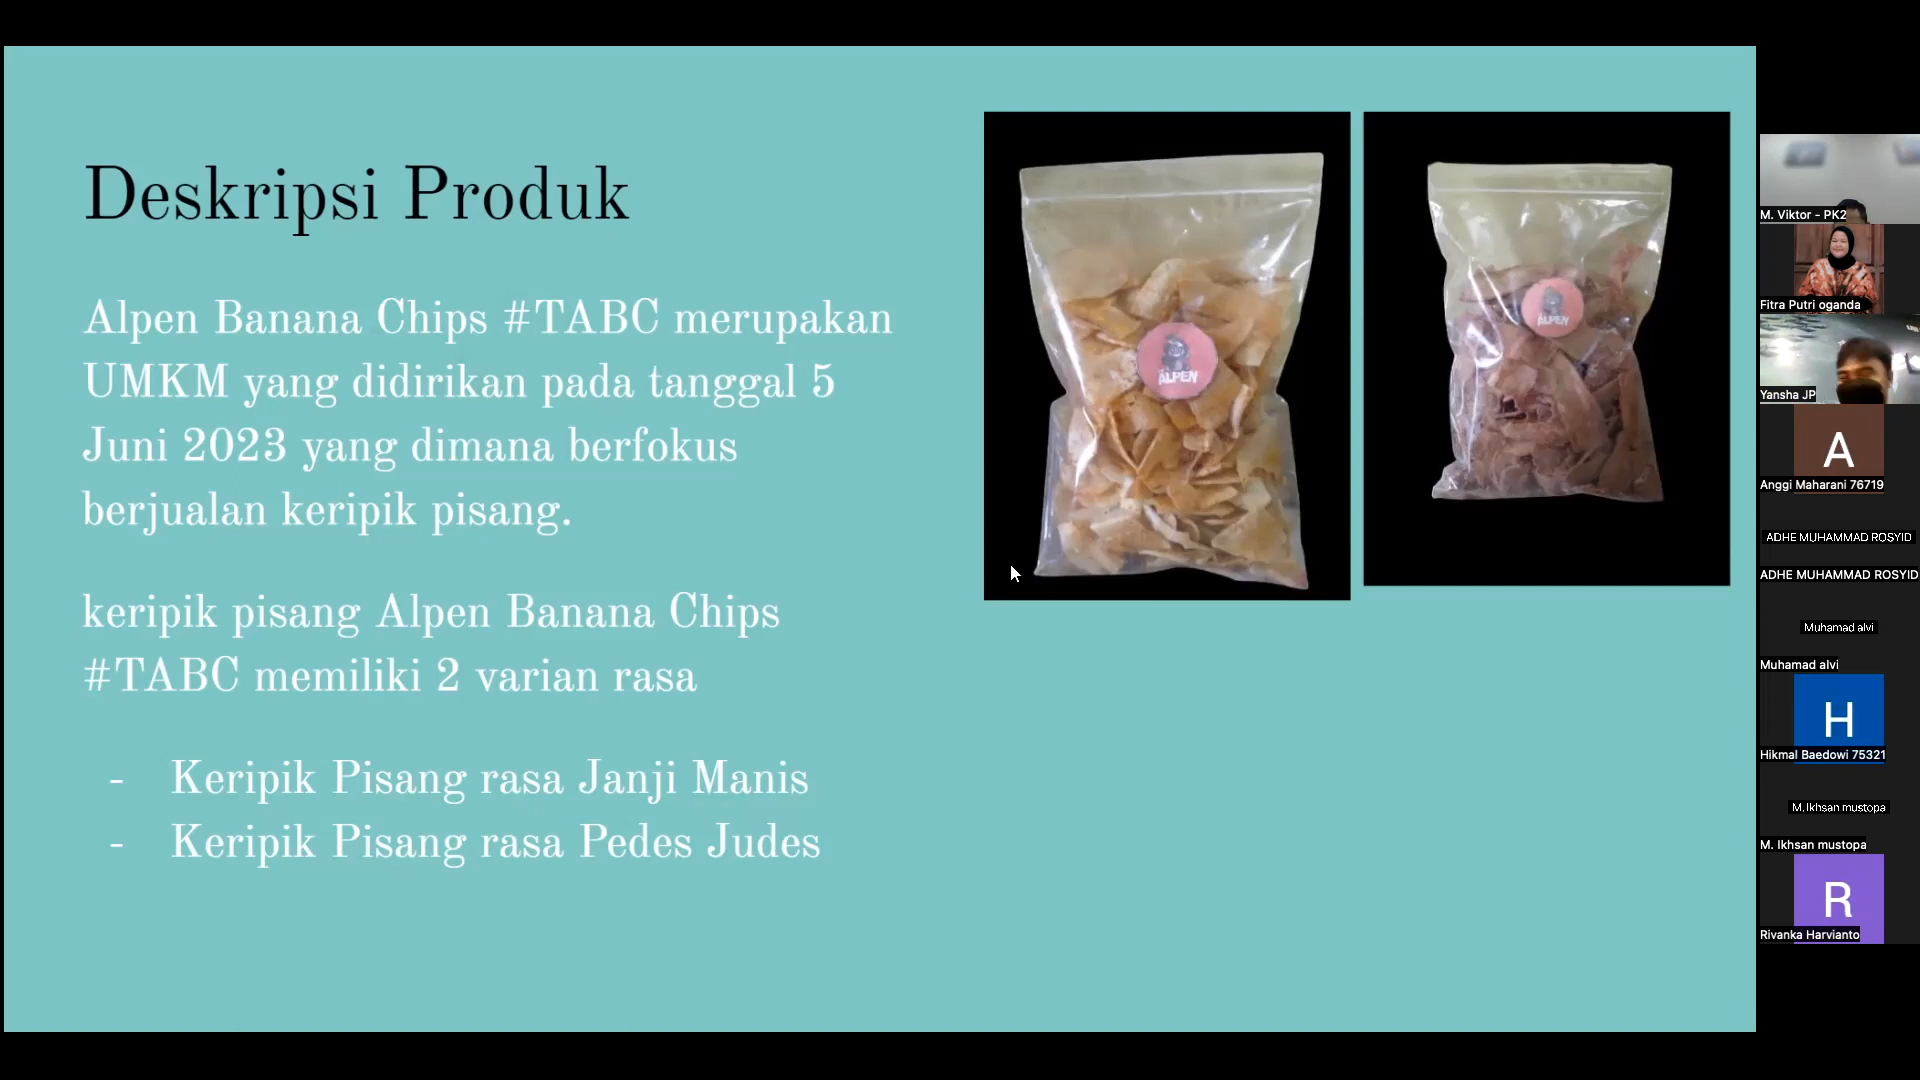 Deskripsi Produk
Alpen Banana Chips #TABC merupakan
UMKM yang didirikan pada tanggal 5
Juni 2023 yang dimana berfokus
berjualan keripik pisang.
keripik pisang Alpen Banana Chips
#TABC memiliki 2 varian rasa
- Keripik Pisang rasa Janji Manis
- Keripik Pisang rasa Pedes Judes
ALPEN
ALPEN
M. Viktor - PK2
Fitra Putri oganda
Yansha JP
A
Anggi Maharani 76719
ADHE MUHAMMAD ROSYID
ADHE MUHAMMAD ROSYID
Muhamad alvi
Muhamad alvi
H
Hikmal Baedowi 75321
M. Ikhsan mustopa
M. Ikhsan mustopa
R
Rivanka Harvianto